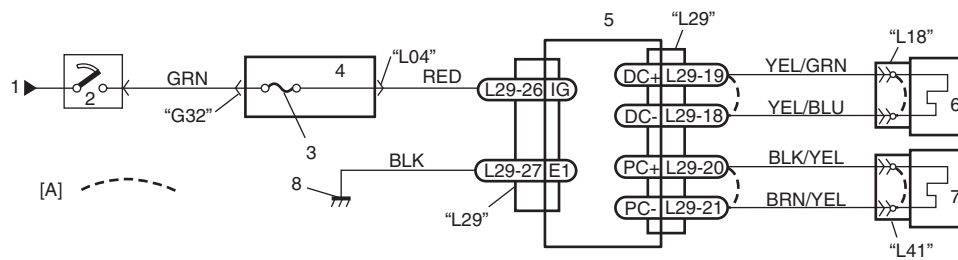 5
"L29"
"L18"
1
2
GRN
"G32"
3
4
"L04"
RED
L29-26 IG
DC+ L29-19
YEL/GRN
DC- L29-18
YEL/BLU
6
[A]
8
BLK
L29-27 E1
"L29"
PC+ L29-20
BLK/YEL
PC- L29-21
BRN/YEL
7
"L41"